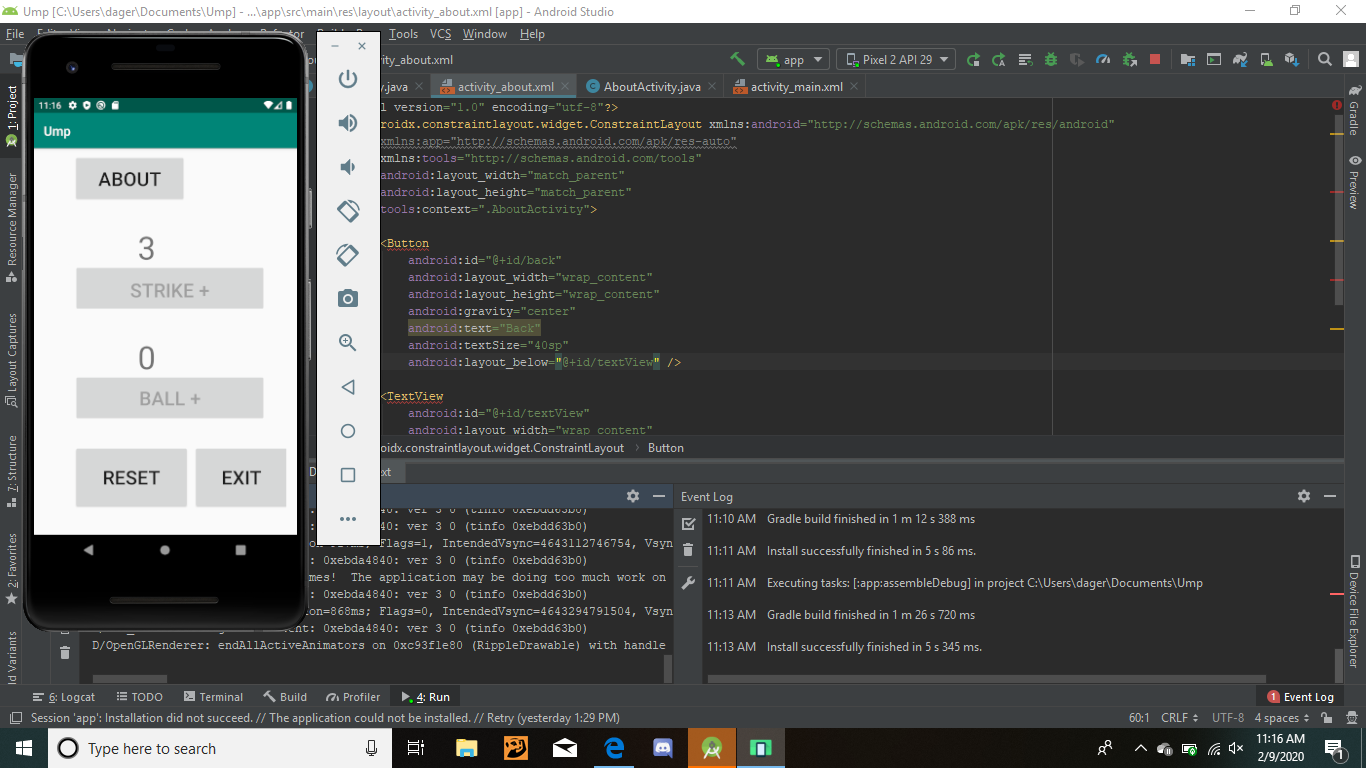 Ump [C:\Users\dager\Documents\Ump] - ...\app\src\main\res\layout\activity_about.xml [app] - Android Studio
File Tools VCS Window Help
ty_about.xml
app
Pixel 2 API 29
y.java
activity_about.xml
AboutActivity.java
activity_main.xml
l version="1.0" encoding="utf-8"?>
roidx.constraintlayout.widget.ConstraintLayout xmlns:android="http://schemas.android.com/apk/res/android"
xmlns:app="http://schemas.android.com/apk/res-auto"
xmlns:tools="http://schemas.android.com/tools"
android:layout_width="match_parent"
android:layout_height="match_parent"
tools:context=".AboutActivity">
<Button
android:id="@+id/back"
android:layout_width="wrap_content"
android:layout_height="wrap_content"
android:gravity="center"
android:text="Back"
android:textSize="40sp"
android:layout_below="@+id/textView" />
<TextView
android:id="@+id/textView"
android:layout_width="wrap_content"
oidx.constraintlayout.widget.ConstraintLayout
Button
11:16
Ump
ABOUT
3
STRIKE +
0
BALL +
RESET
EXIT
1: Project
Resource Manager
Layout Captures
7: Structure
2: Favorites
ld Variants
Gradle
Preview
Device File Explorer
: ver 3 0 (tinfo 0xebdd63b0)
40: ver 3 0 (tinfo 0xebdd63b0)
Flags=1, IntendedVsync=4643112746754, Vsyn
: 0xebda4840: ver 3 0 (tinfo 0xebdd63b0)
mes! The application may be doing too much work on
40: ver 3 0 (tinfo 0xebdd63b0)
on=868ms; Flags=0, IntendedVsync=4643294791504, Vsyn
ent: 0xebda4840: ver 3 0 (tinfo 0xebdd63b0)
D/OpenGLRenderer: endAllActiveAnimators on 0xc93f1e80 (RippleDrawable) with handle
Event Log
11:10 AM Gradle build finished in 1 m 12 s 388 ms
11:11 AM Install successfully finished in 5 s 86 ms.
11:11 AM Executing tasks: [:app:assembleDebug] in project C:\Users\dager\Documents\Ump
11:13 AM Gradle build finished in 1 m 26 s 720 ms
11:13 AM Install successfully finished in 5 s 345 ms.
6: Logcat
TODO
Terminal
Build
Profiler
4: Run
1 Event Log
Session 'app': Installation did not succeed. // The application could not be installed. // Retry (yesterday 1:29 PM)
60:1 CRLF UTF-8 4 spaces
Type here to search
11:16 AM
2/9/2020
1